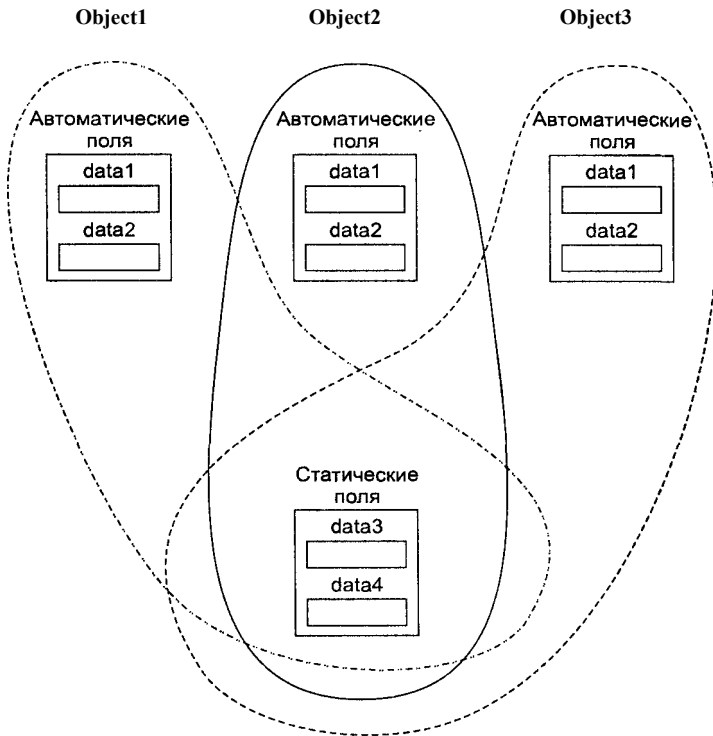 Object1 Object2 Object3
Автоматические поля
data1
data2
Автоматические поля
data1
data2
Автоматические поля
data1
data2
Статические
поля
data3
data4